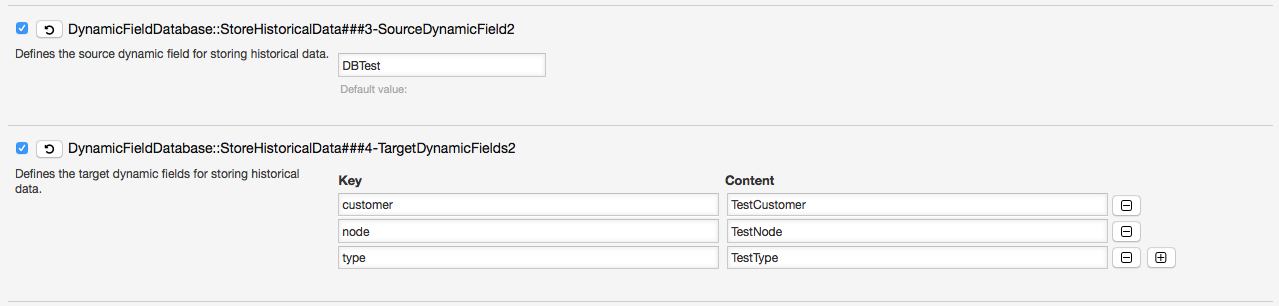 DynamicFieldDatabase::StoreHistoricalData###3-SourceDynamicField2
Defines the source dynamic field for storing historical data.
DBTest
Default value:
DynamicFieldDatabase::StoreHistoricalData###4-TargetDynamicFields2
Defines the target dynamic fields for storing historical
data.
Key Content
customer TestCustomer
node TestNode
type TestType